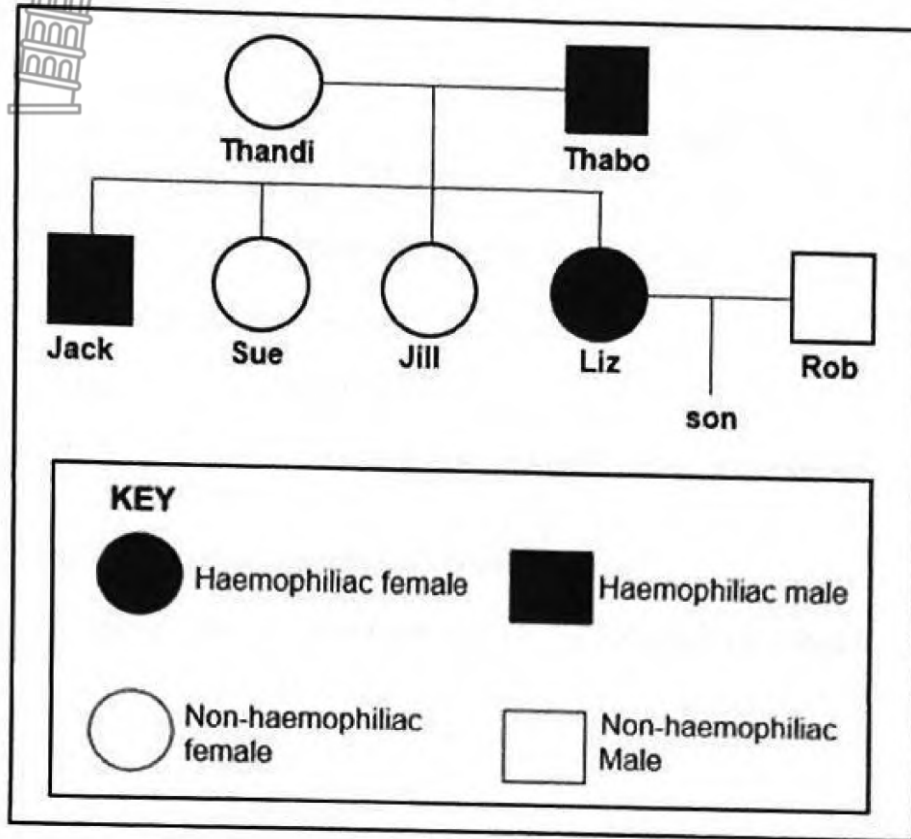 Thandi
Thabo
Jack
Sue
Jill
Liz
Rob
son
KEY
Haemophiliac female
Haemophiliac male
Non-haemophiliac
female
Non-haemophiliac
Male